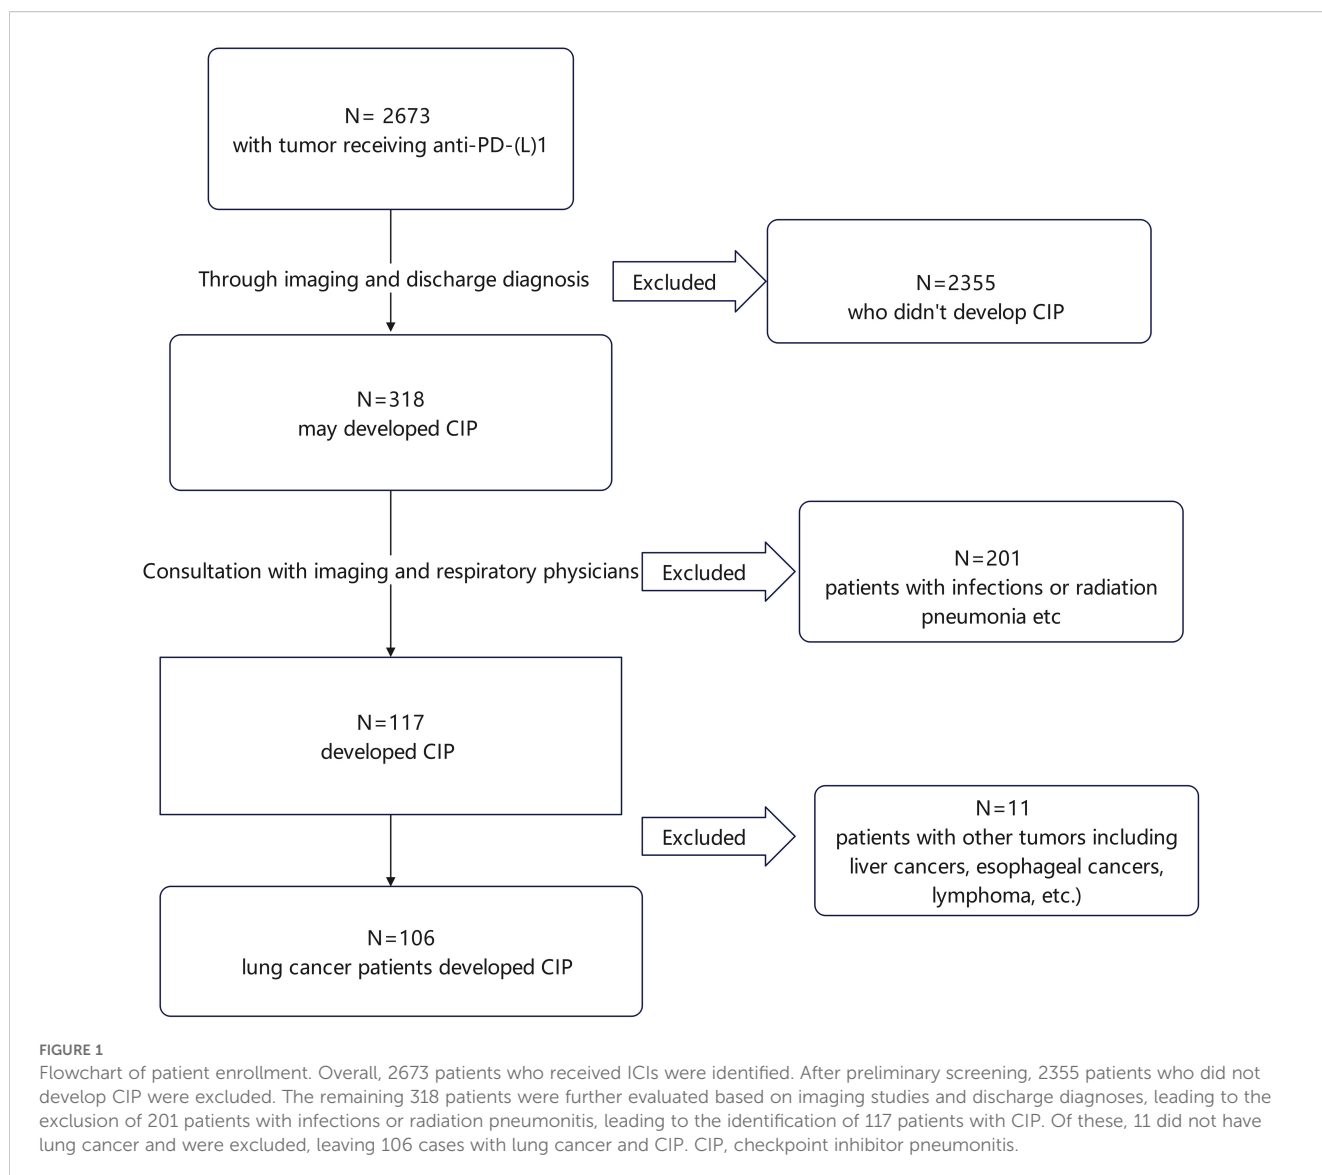 N= 2673
with tumor receiving anti-PD-(L)1
Through imaging and discharge diagnosis
Excluded
N=2355
who didn't develop CIP
N=318
may developed CIP
Consultation with imaging and respiratory physicians
Excluded
N=201
patients with infections or radiation
pneumonia etc
N=117
developed CIP
Excluded
N=11
patients with other tumors including
liver cancers, esophageal cancers,
lymphoma, etc.)
N=106
lung cancer patients developed CIP
FIGURE 1
Flowchart of patient enrollment. Overall, 2673 patients who received ICIs were identified. After preliminary screening, 2355 patients who did not
develop CIP were excluded. The remaining 318 patients were further evaluated based on imaging studies and discharge diagnoses, leading to the
exclusion of 201 patients with infections or radiation pneumonitis, leading to the identification of 117 patients with CIP. Of these, 11 did not have
lung cancer and were excluded, leaving 106 cases with lung cancer and CIP. CIP, checkpoint inhibitor pneumonitis.